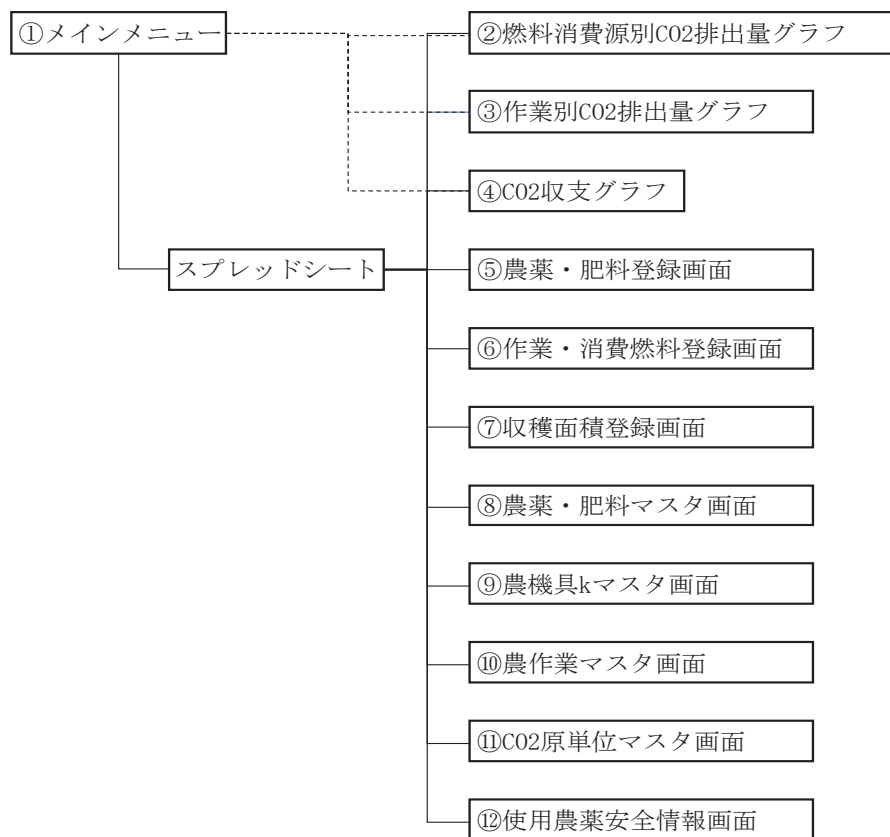 ①メインメニュー
②燃料消費源別CO2排出量グラフ
③作業別CO2排出量グラフ
④CO2収支グラフ
スプレッドシート
⑤農薬・肥料登録画面
⑥作業・消費燃料登録画面
⑦収穫面積登録画面
⑧農薬・肥料マスタ画面
⑨農機具kマスタ画面
⑩農作業マスタ画面
⑪CO2原単位マスタ画面
⑫使用農薬安全情報画面